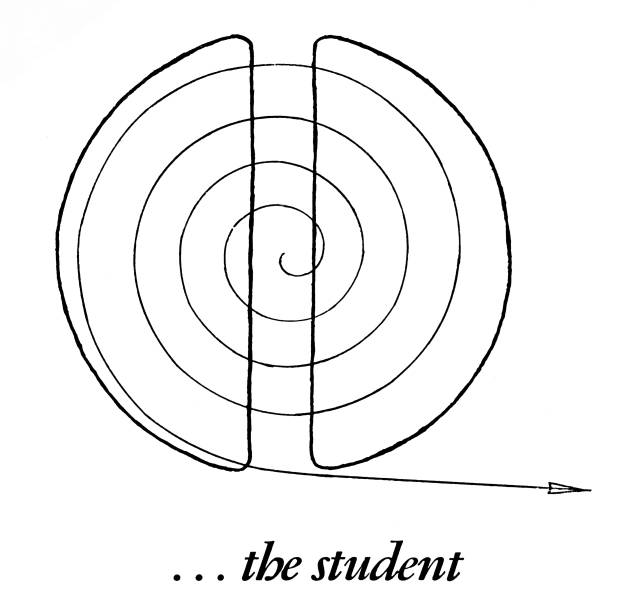 . . . the student